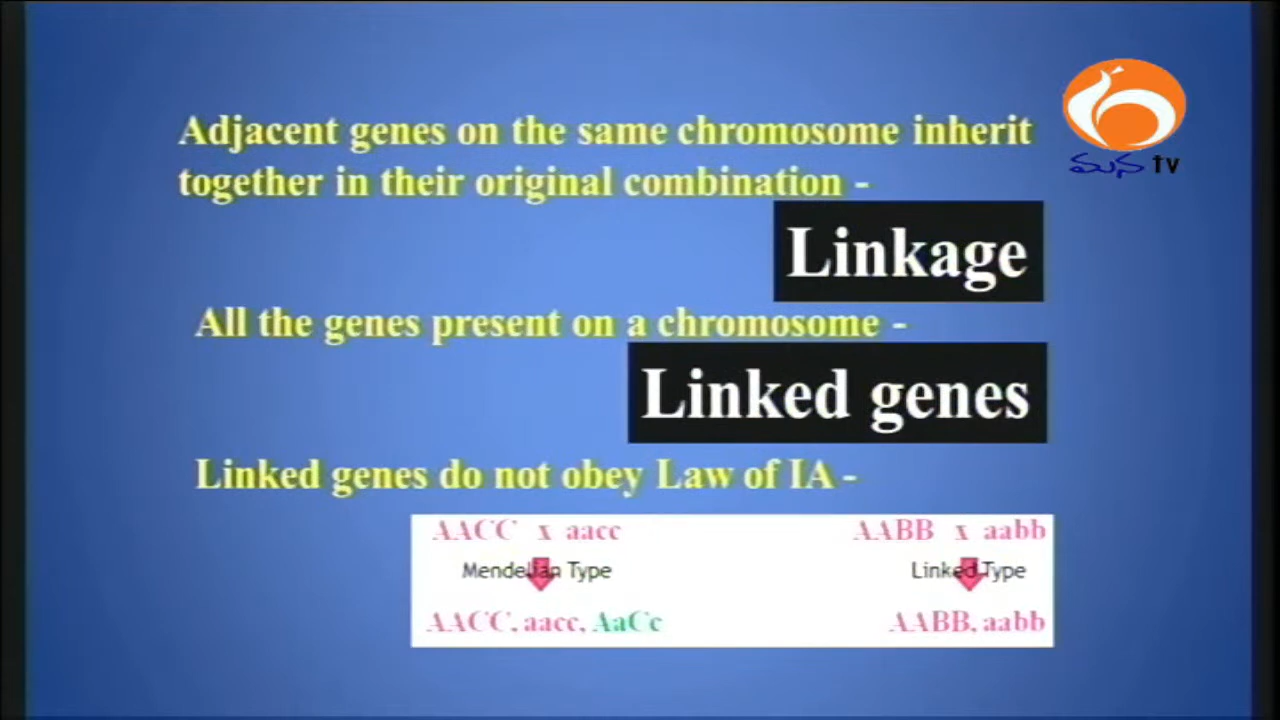 Adjacent genes on the same chromosome inherit
together in their original combination -
మన tv
Linkage
All the genes present on a chromosome -
Linked genes
Linked genes do not obey Law of IA -
AACC x aacc
AABB x aabb
Mendelian Type
Linked Type
AACC, aacc, AaCc
AABB, aabb